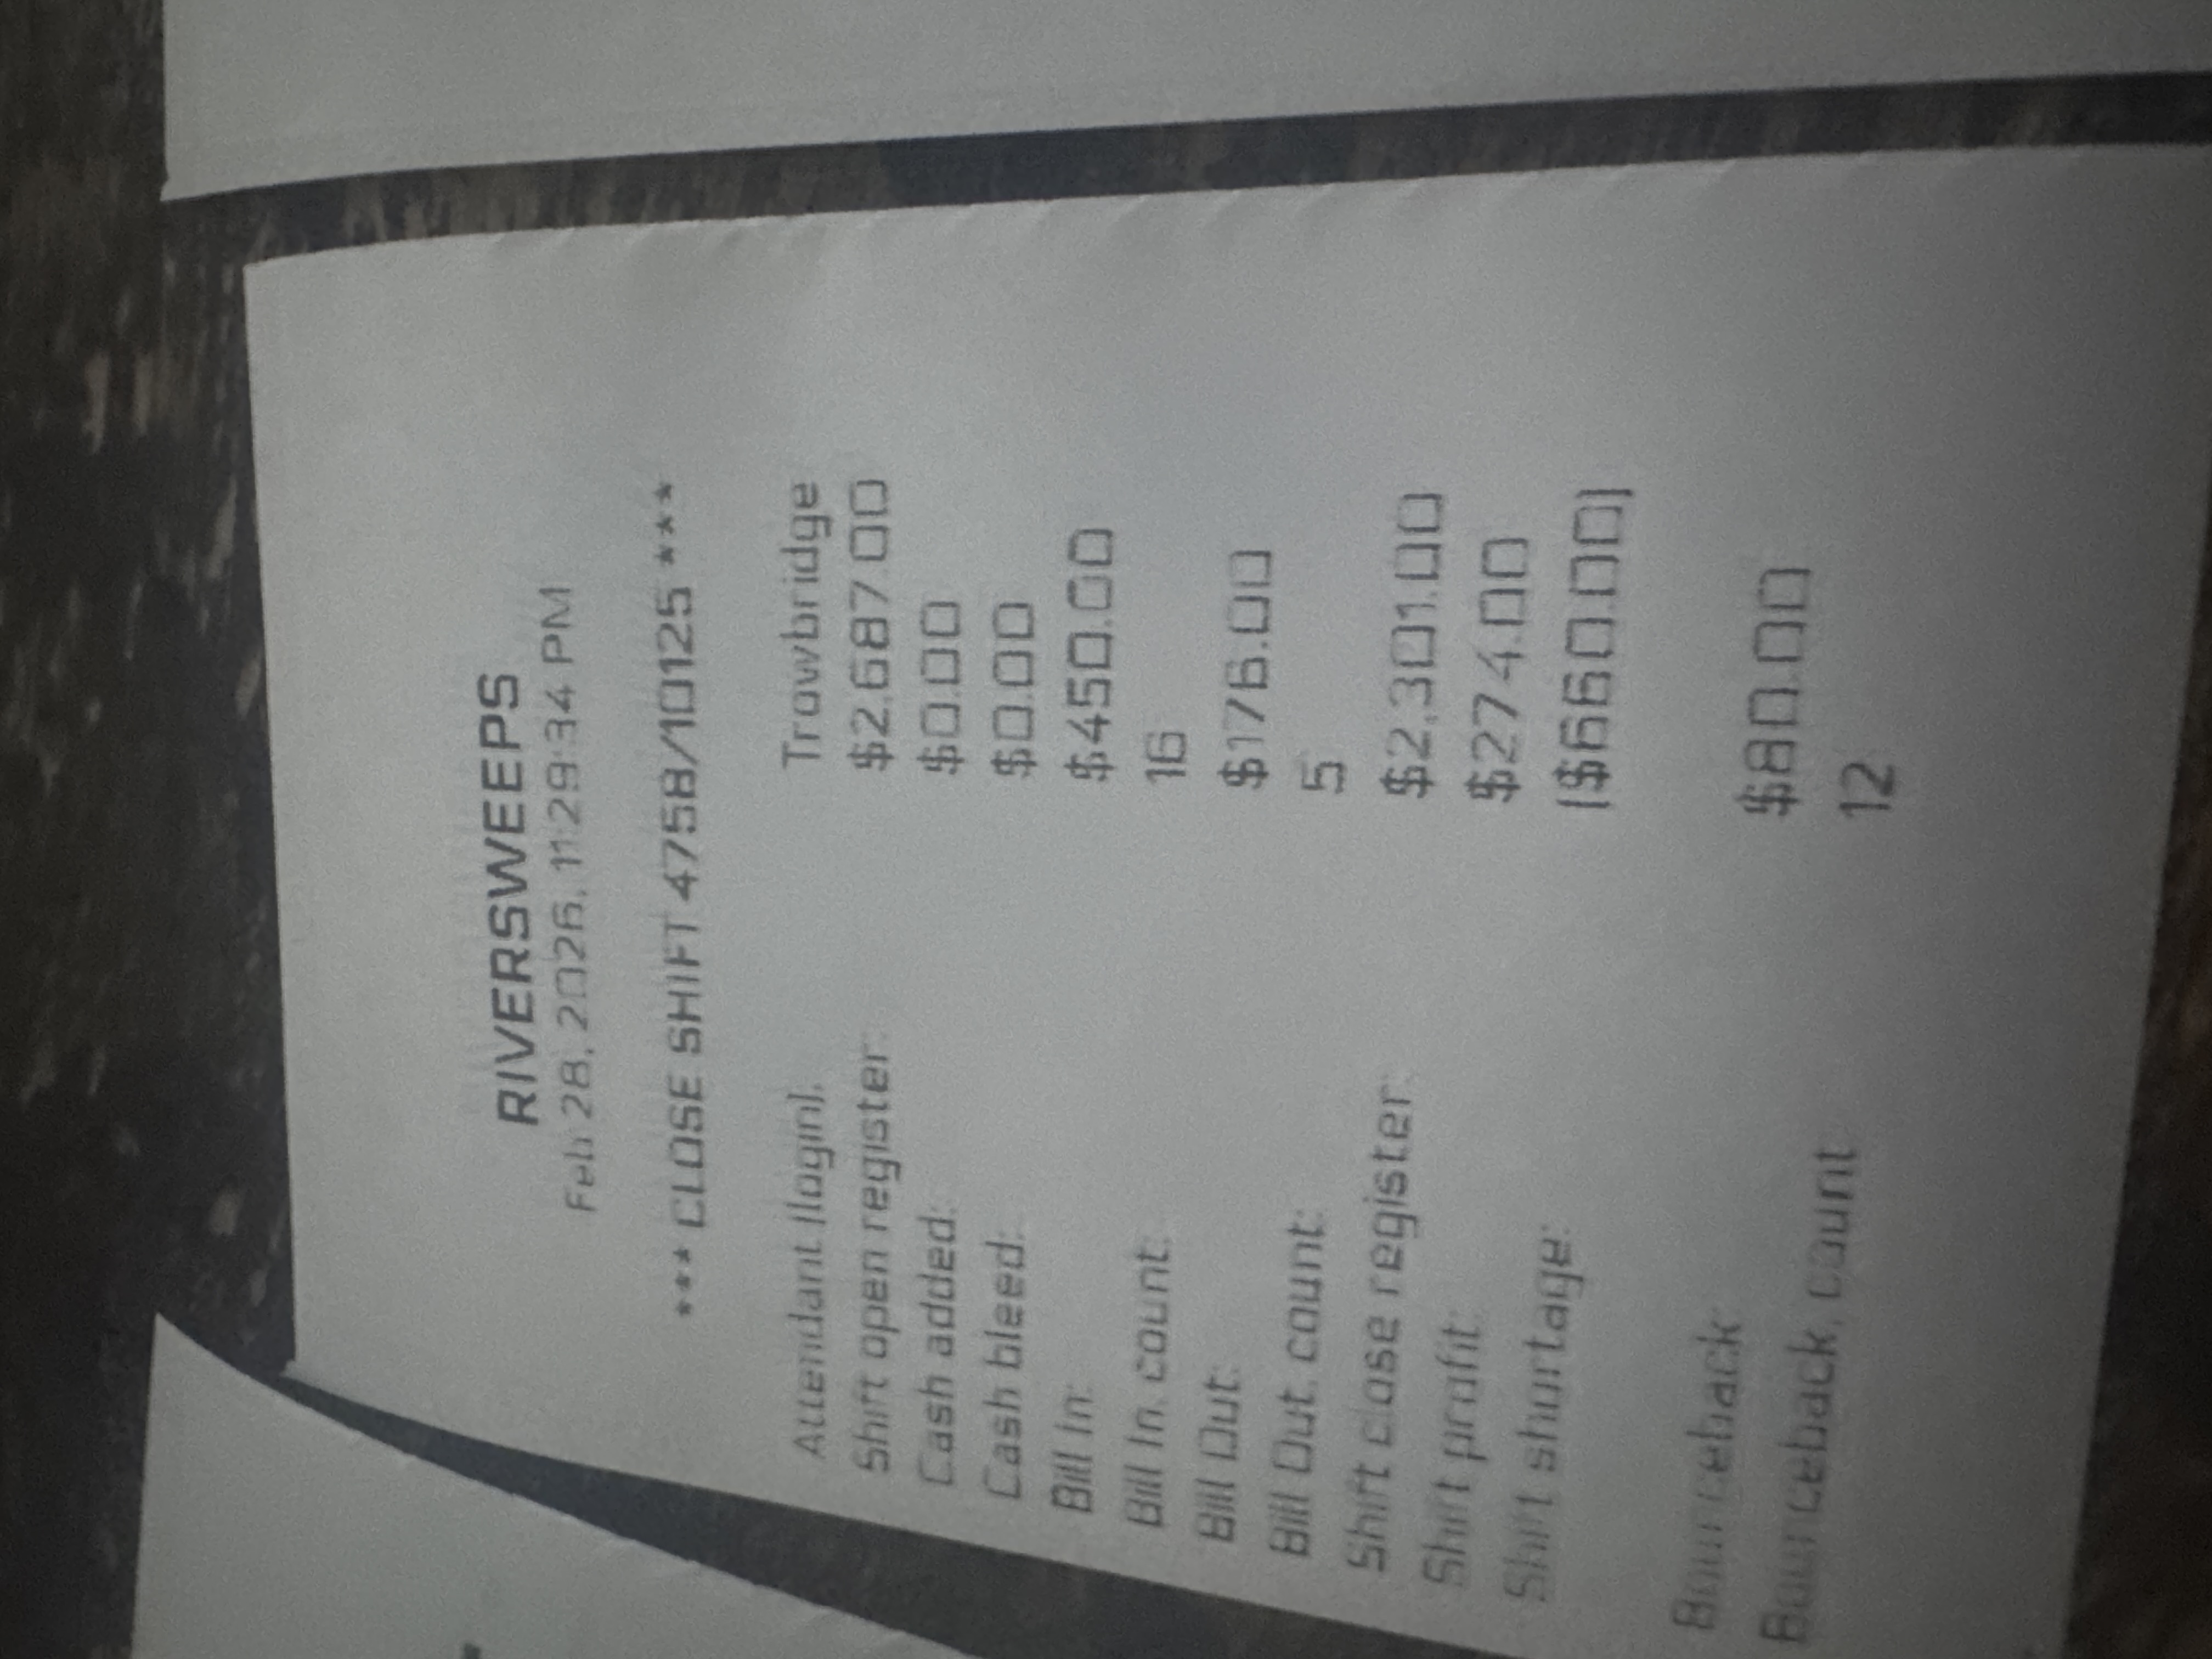 RIVERSWEEPS
Feb 28, 2026, 11:29:34 PM
*** CLOSE SHIFT 4758/10125 ***
Attendant (login): Trowbridge
Shift open register: $2,687.00
Cash added: $0.00
Cash bleed: $0.00
Bill In: $450.00
Bill In, count: 16
Bill Out: $176.00
Bill Out, count: 5
Shift close register: $2,301.00
Shift profit: $274.00
Shift shortage: ($660.00)
Bounceback: $80.00
Bounceback, count 12